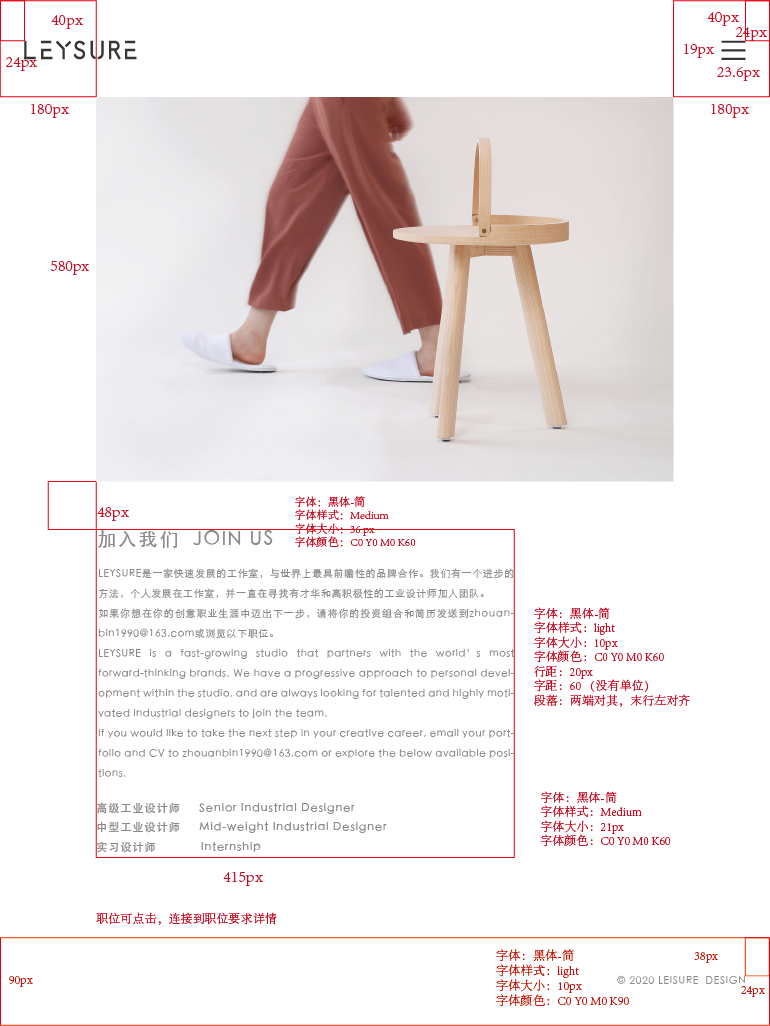 40px
LEYSURE
24px
180px
40px
24px
19px
23.6px
180px
580px
48px
字体：黑体-简
字体样式：Medium
字体大小：36 px
字体颜色：C0 Y0 M0 K60
加入我们 JOIN US
LEYSURE是一家快速发展的工作室，与世界上最具前瞻性的品牌合作。我们有一个进步的
方法，个人发展在工作室，并一直在寻找有才华和高积极性的工业设计师加入团队。
如果你想在你的创意职业生涯中迈出下一步，请将你的投资组合和简历发送到zhouan-
bin1990@163.com或浏览以下职位。
LEYSURE is a fast-growing studio that partners with the world’ s most
forward-thinking brands. We have a progressive approach to personal devel-
opment within the studio, and are always looking for talented and highly moti-
vated industrial designers to join the team.
If you would like to take the next step in your creative career, email your port-
folio and CV to zhouanbin1990@163.com or explore the below available posi-
tions.
字体：黑体-简
字体样式：light
字体大小：10px
字体颜色：C0 Y0 M0 K60
行距：20px
字距：60 （没有单位）
段落：两端对其，末行左对齐
高级工业设计师 Senior Industrial Designer
中型工业设计师 Mid-weight Industrial Designer
实习设计师 Internship
字体：黑体-简
字体样式：Medium
字体大小：21px
字体颜色：C0 Y0 M0 K60
415px
职位可点击，连接到职位要求详情
90px
字体：黑体-简
字体样式：light
字体大小：10px
字体颜色：C0 Y0 M0 K90
38px
© 2020 LEISURE DESIGN
24px